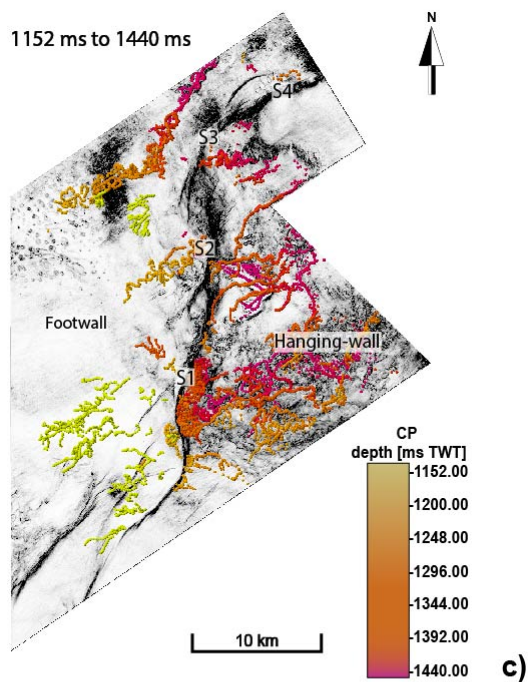 1152 ms to 1440 ms
N
S4
S3
S2
Footwall
Hanging-wall
S1
CP
depth [ms TWT]
-1152.00
-1200.00
-1248.00
-1296.00
-1344.00
-1392.00
-1440.00
10 km
c)